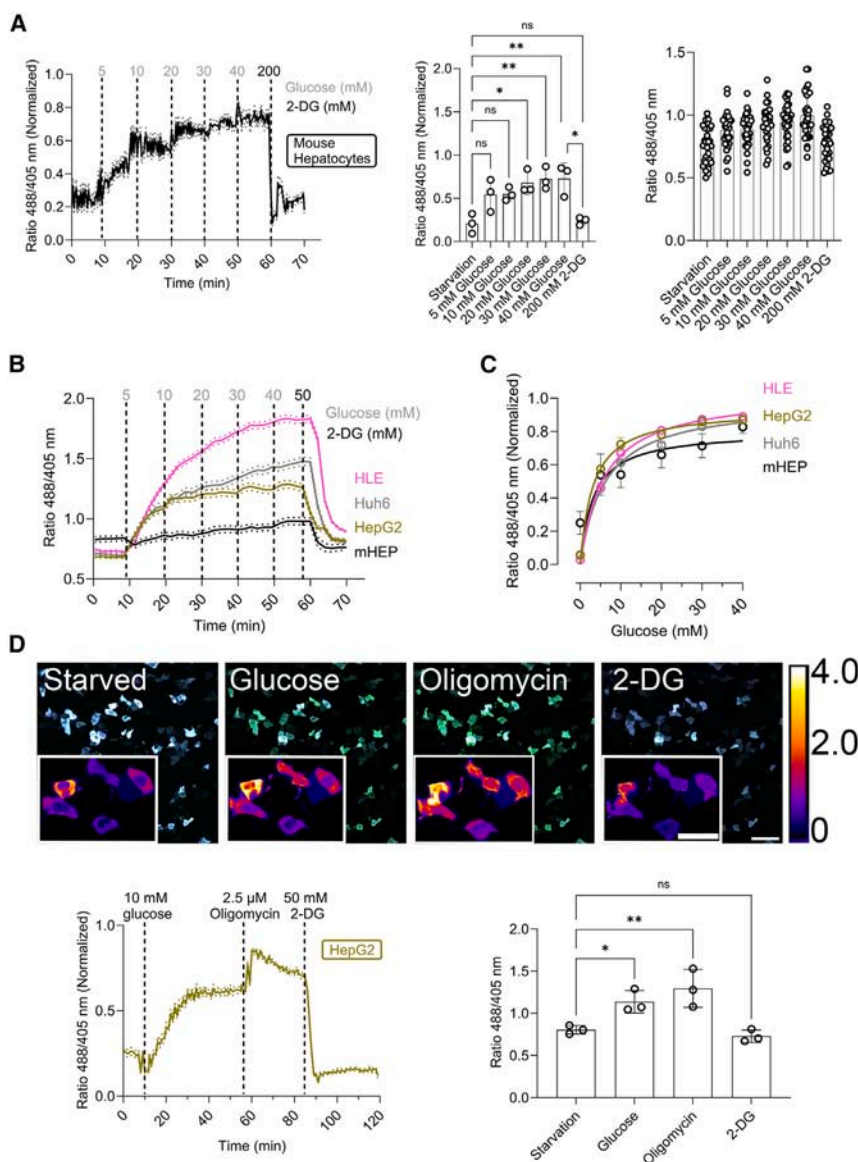 A
Ratio 488/405 nm (Normalized)
1.0
0.8
0.6
0.4
0.2
0.0
5 10 20 30 40 200
Glucose (mM)
2-DG (mM)
Mouse
Hepatocytes
0 10 20 30 40 50 60 70
Time (min)
Ratio 488/405 nm (Normalized)
2.0
1.5
1.0
0.5
0.0
ns
**
**
*
ns
ns
*
Starvation
5 mM Glucose
10 mM Glucose
20 mM Glucose
30 mM Glucose
40 mM Glucose
200 mM 2-DG
Ratio 488/405 nm
1.5
1.0
0.5
0.0
Starvation
5 mM Glucose
10 mM Glucose
20 mM Glucose
30 mM Glucose
40 mM Glucose
200 mM 2-DG
B
Ratio 488/405 nm
2.0
1.5
1.0
0.5
5 10 20 30 40 50
Glucose (mM)
2-DG (mM)
HLE
Huh6
HepG2
mHEP
0 10 20 30 40 50 60 70
Time (min)
C
Ratio 488/405 nm (Normalized)
1.0
0.8
0.6
0.4
0.2
0.0
HLE
HepG2
Huh6
mHEP
0 10 20 30 40
Glucose (mM)
D
Starved Glucose Oligomycin 2-DG
4.0
2.0
0
10 mM
glucose
2.5 µM
Oligomycin
50 mM
2-DG
HepG2
Ratio 488/405 nm (Normalized)
1.0
0.8
0.6
0.4
0.2
0.0
0 20 40 60 80 100 120
Time (min)
Ratio 488/405 nm
2.0
1.5
1.0
0.5
0.0
ns
**
*
Starvation
Glucose
Oligomycin
2-DG